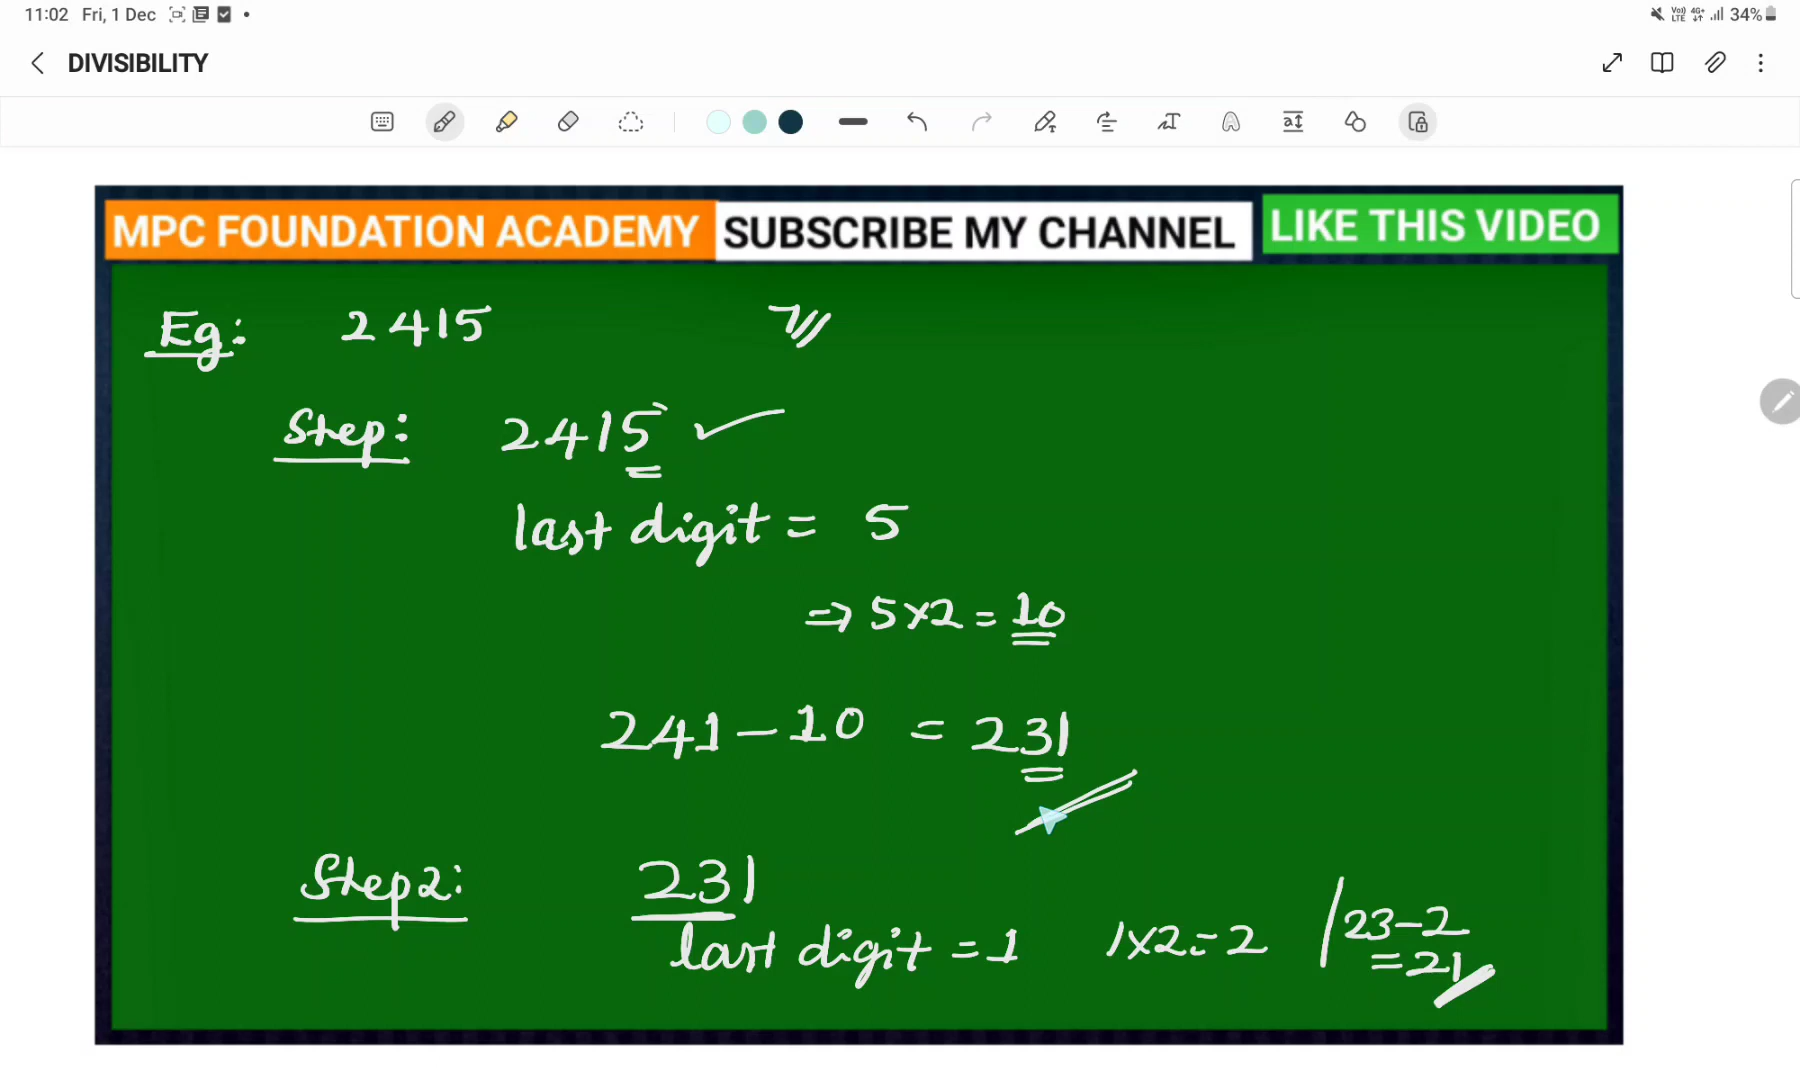 11:02 Fri, 1 Dec
34%
DIVISIBILITY
MPC FOUNDATION ACADEMY SUBSCRIBE MY CHANNEL LIKE THIS VIDEO
Eg: 2415 7
Step: 2415
last digit = 5
⇒ 5×2 = 10
241 - 10 = 231
Step2: 231
last digit = 1 1×2 = 2 23-2
= 21